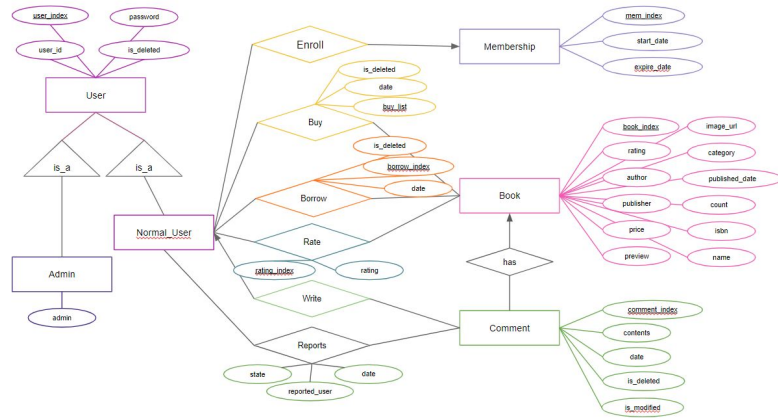 user_index
password
user_id
is_deleted
User
is_a
is_a
Normal_User
Admin
admin
Enroll
Membership
mem_index
start_date
expire_date
is_deleted
date
buy_list
Buy
is_deleted
borrow_index
date
Borrow
Book
book_index
image_url
rating
category
author
published_date
publisher
count
price
isbn
preview
name
Rate
rating_index
rating
has
Write
Comment
comment_index
contents
date
is_deleted
is_modified
Reports
state
date
reported_user